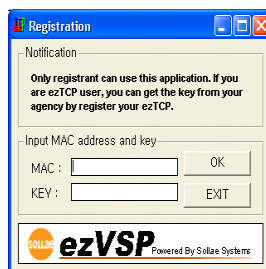 Registration
Notification
Only registrant can use this application. If you
are ezTCP user, you can get the key from your
agency by register your ezTCP.
Input MAC address and key
MAC :
OK
KEY :
EXIT
SOLLAE ezVSP Powered By Sollae Systems